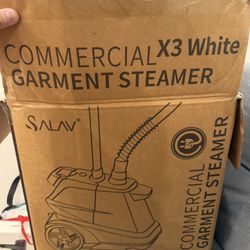 COMMERCIAL X3 White
GARMENT STEAMER
SALAV
COMMERCIAL
GARMENT STEAMER